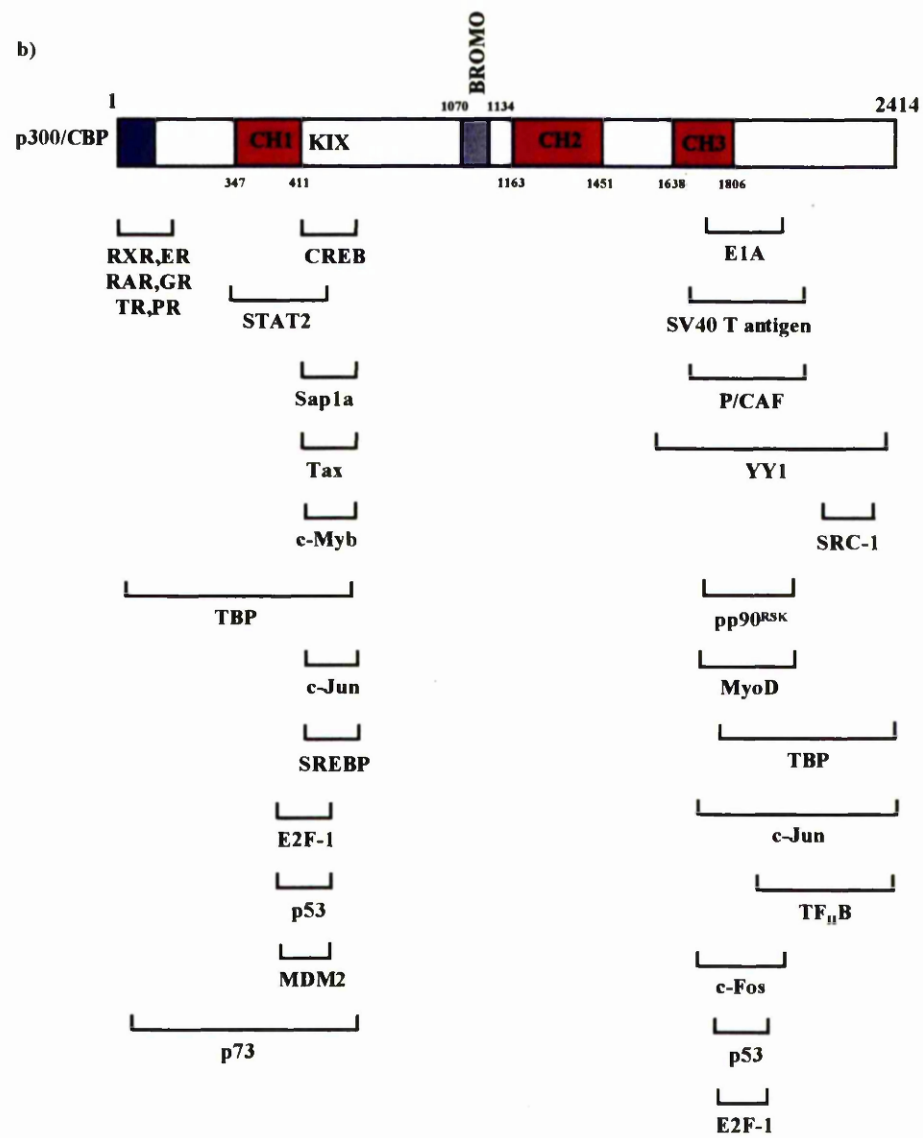 b)
BROMO
1 1070 1134 2414
p300/CBP CH1 KIX CH2 CH3
347 411 1163 1451 1638 1806
RXR,ER CREB E1A
RAR,GR
TR,PR STAT2 SV40 T antigen
Sap1a P/CAF
Tax YY1
c-Myb SRC-1
TBP pp90RSK
c-Jun MyoD
SREBP TBP
E2F-1 c-Jun
p53 TFIIB
MDM2 c-Fos
p73 p53
E2F-1